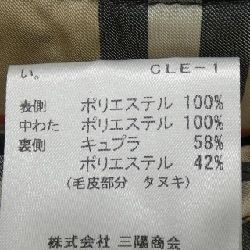 い。 CLE-1
表側 ポリエステル 100%
中わた ポリエステル 100%
裏側 キュプラ 58%
ポリエステル 42%
(毛皮部分 タヌキ)
株式会社 三陽商会